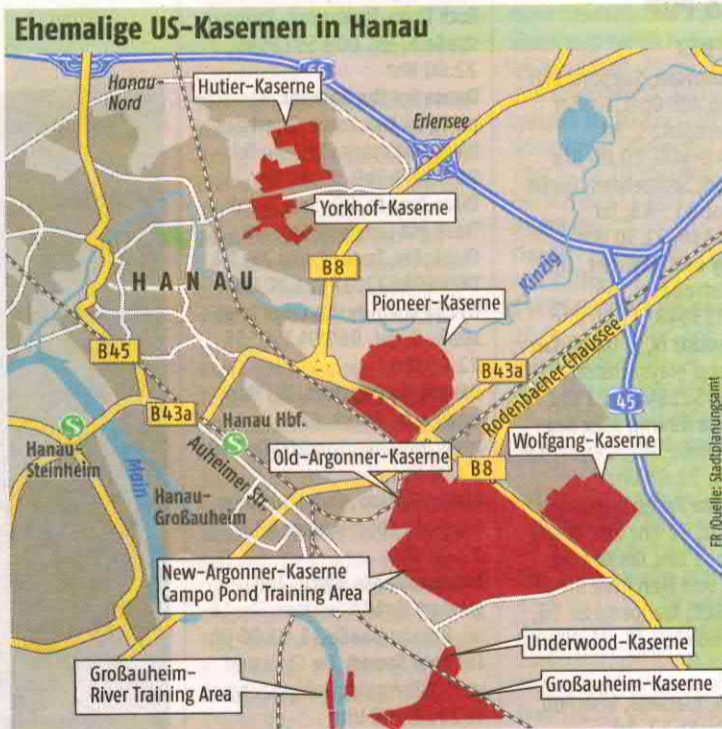 Ehemalige US-Kasernen in Hanau
Hanau-
Nord
66
Hutier-Kaserne
Erlensee
Yorkhof-Kaserne
HANAU
B8
Kinzig
Pioneer-Kaserne
B45
B43a
Rodenbacher Chaussee
B43a
Hanau Hbf.
S
S
45
Hanau-
Steinheim
Main
Auheimer Str.
Old-Argonner-Kaserne
B8
Wolfgang-Kaserne
Hanau-
Großauheim
New-Argonner-Kaserne
Campo Pond Training Area
Underwood-Kaserne
Großauheim-
River Training Area
Großauheim-Kaserne
FR/Quelle: Stadtplanungsamt